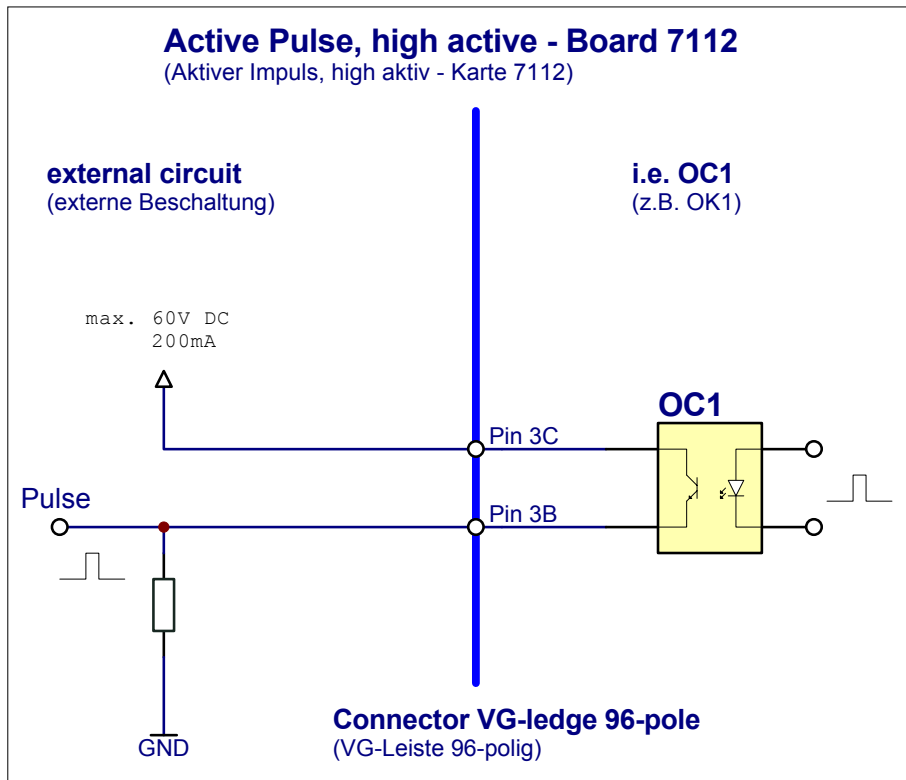 Active Pulse, high active - Board 7112
(Aktiver Impuls, high aktiv - Karte 7112)
external circuit
(externe Beschaltung)
i.e. OC1
(z.B. OK1)
max. 60V DC
200mA
OC1
Pin 3C
Pulse
Pin 3B
GND
Connector VG-ledge 96-pole
(VG-Leiste 96-polig)